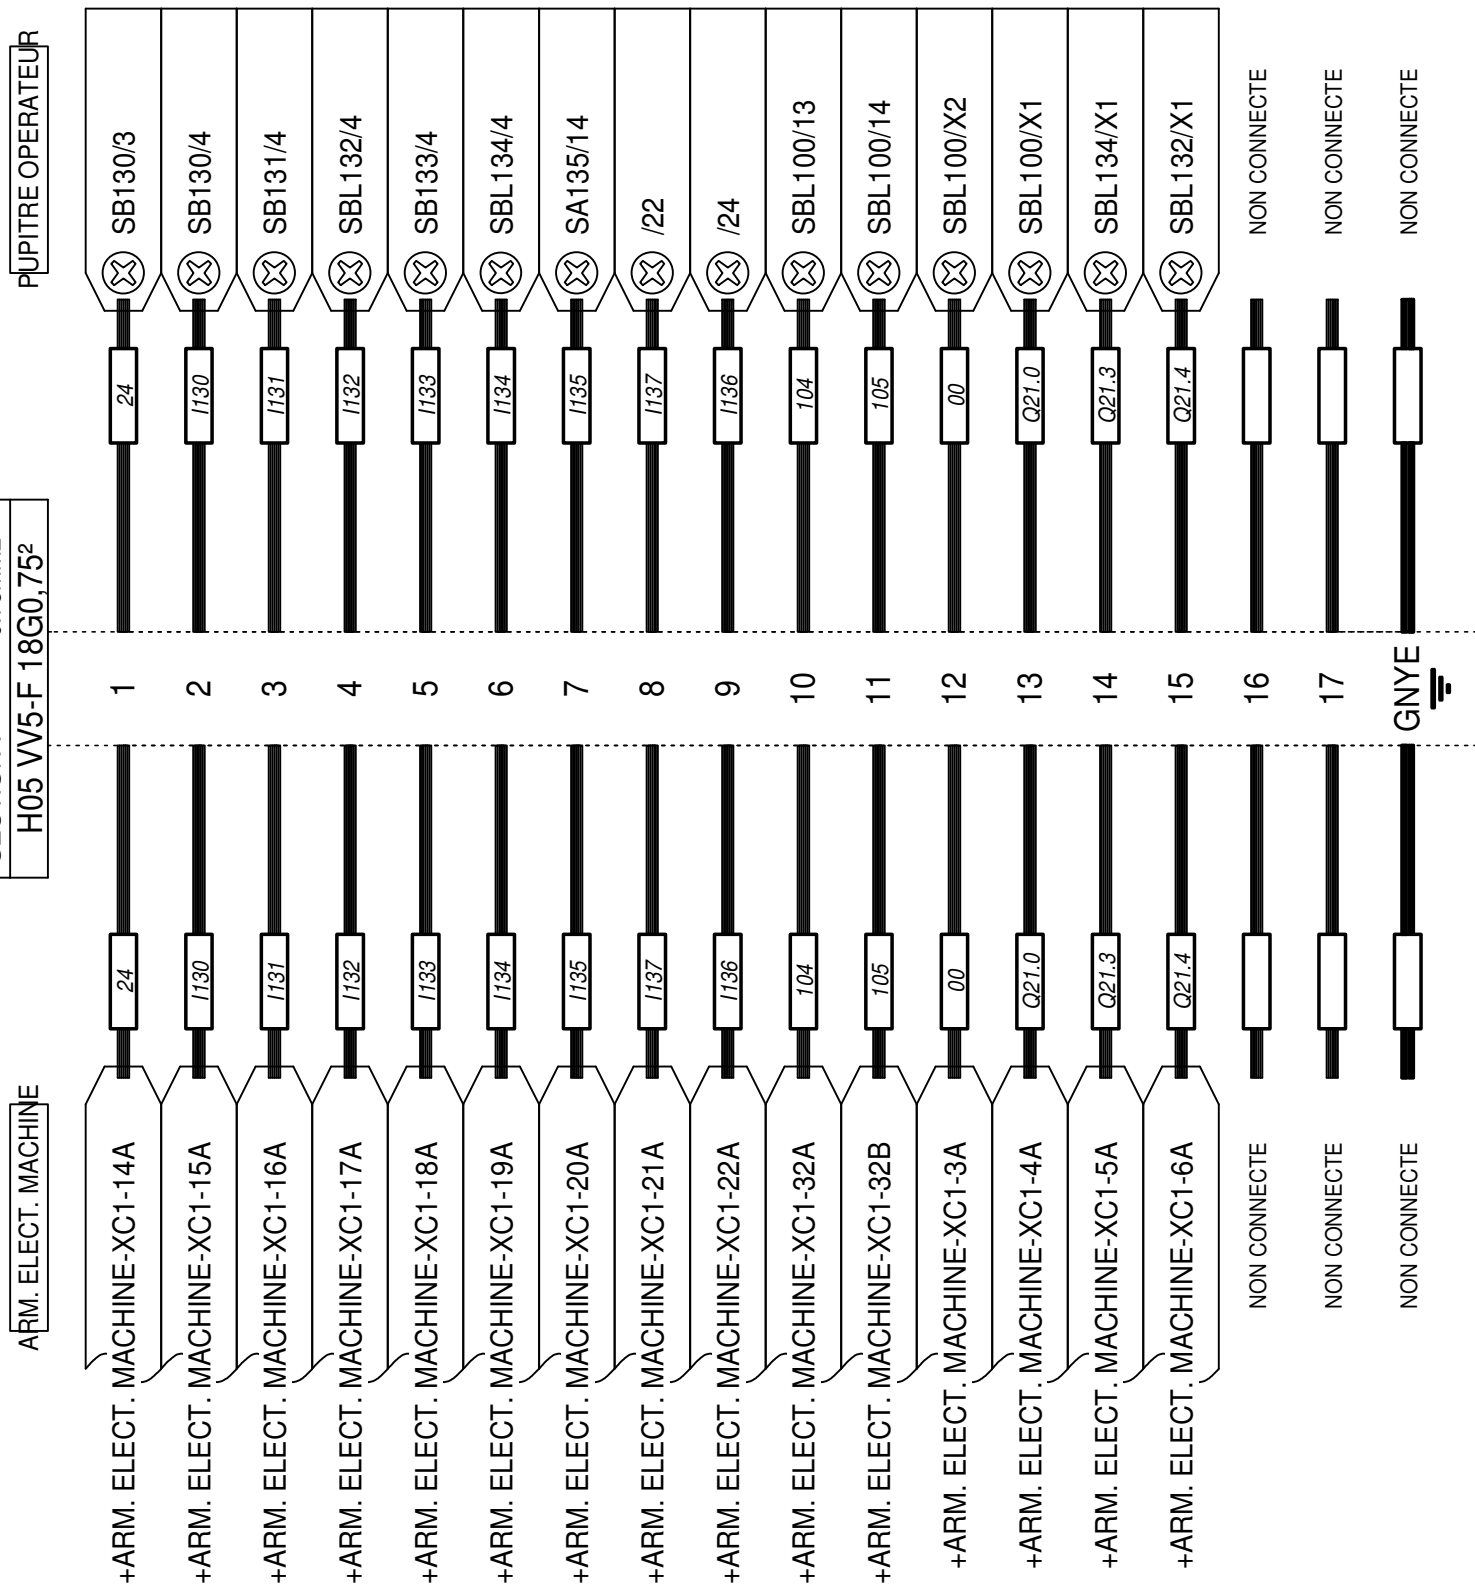 ARM. ELECT. MACHINE
H05 VV5-F 18G0,75²
PUPITRE OPERATEUR
+ARM. ELECT. MACHINE-XC1-14A 24 1 24 SB130/3
+ARM. ELECT. MACHINE-XC1-15A I130 2 I130 SB130/4
+ARM. ELECT. MACHINE-XC1-16A I131 3 I131 SB131/4
+ARM. ELECT. MACHINE-XC1-17A I132 4 I132 SBL132/4
+ARM. ELECT. MACHINE-XC1-18A I133 5 I133 SB133/4
+ARM. ELECT. MACHINE-XC1-19A I134 6 I134 SBL134/4
+ARM. ELECT. MACHINE-XC1-20A I135 7 I135 SA135/14
+ARM. ELECT. MACHINE-XC1-21A I137 8 I137 /22
+ARM. ELECT. MACHINE-XC1-22A I136 9 I136 /24
+ARM. ELECT. MACHINE-XC1-32A 104 10 104 SBL100/13
+ARM. ELECT. MACHINE-XC1-32B 105 11 105 SBL100/14
+ARM. ELECT. MACHINE-XC1-3A 00 12 00 SBL100/X2
+ARM. ELECT. MACHINE-XC1-4A Q21.0 13 Q21.0 SBL100/X1
+ARM. ELECT. MACHINE-XC1-5A Q21.3 14 Q21.3 SBL134/X1
+ARM. ELECT. MACHINE-XC1-6A Q21.4 15 Q21.4 SBL132/X1
NON CONNECTE 16 NON CONNECTE
NON CONNECTE 17 NON CONNECTE
NON CONNECTE GNYE NON CONNECTE